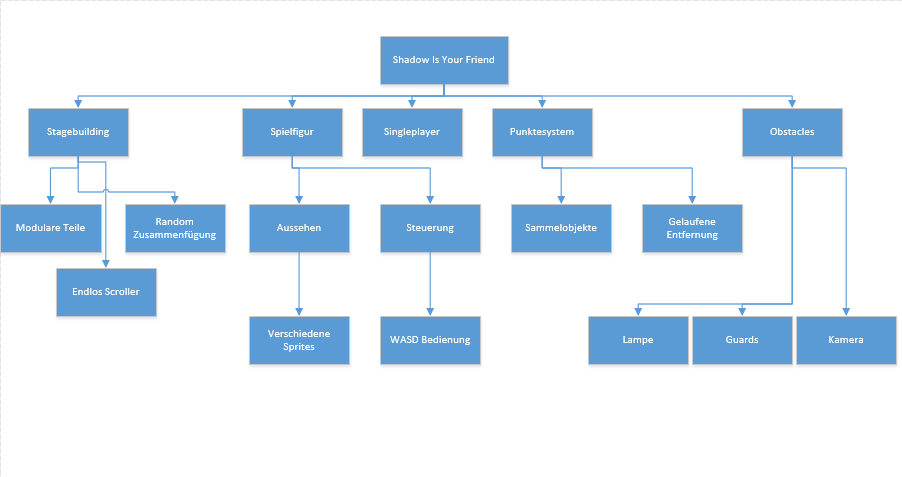 Shadow Is Your Friend
Stagebuilding
Spielfigur
Singleplayer
Punktesystem
Obstacles
Modulare Teile
Random
Zusammenfügung
Aussehen
Steuerung
Sammelobjekte
Gelaufene
Entfernung
Endlos Scroller
Verschiedene
Sprites
WASD Bedienung
Lampe
Guards
Kamera